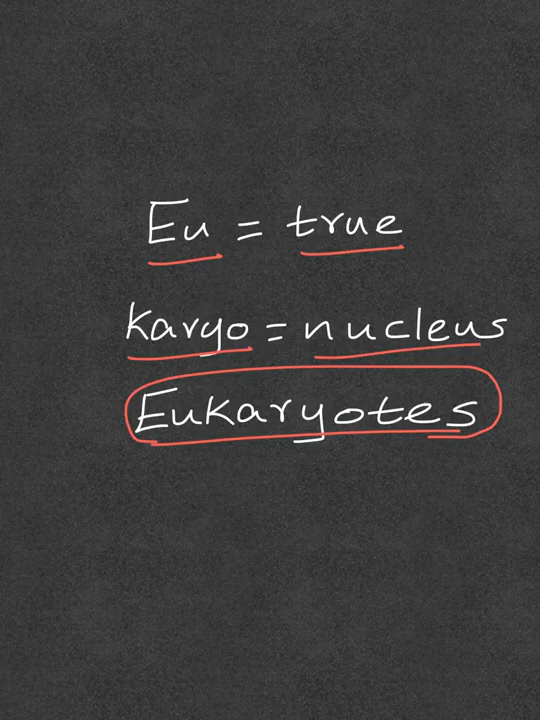 Eu = true
karyo = nucleus
Eukaryotes